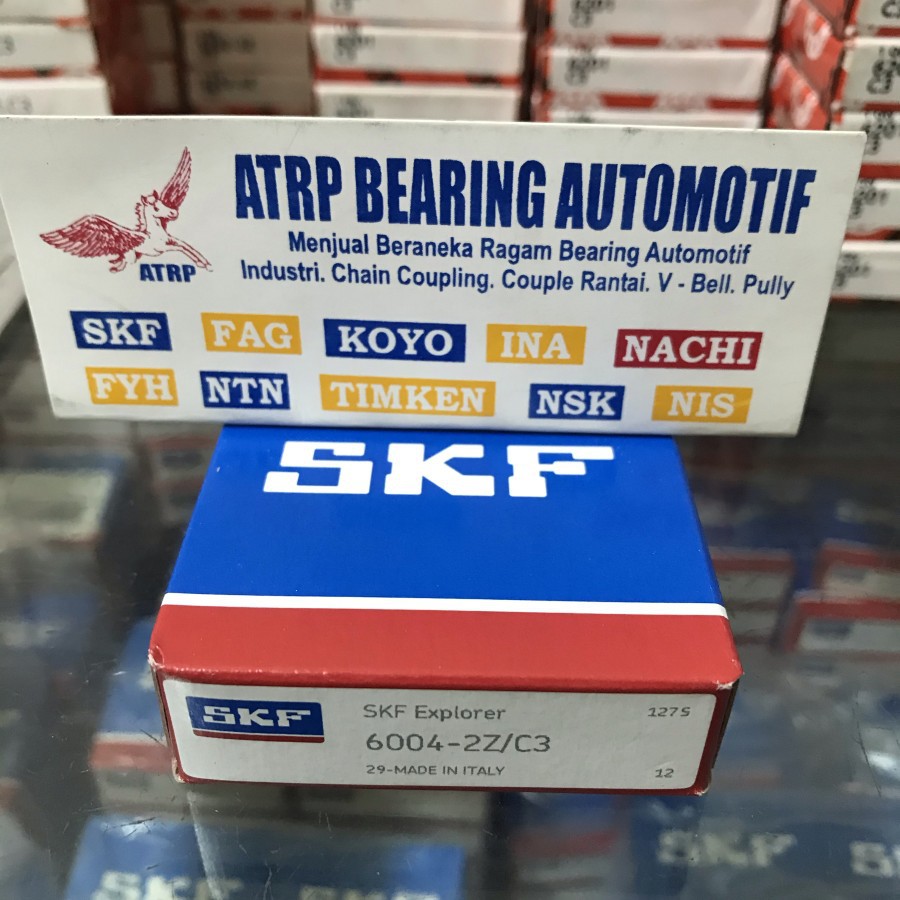 ATRP BEARING AUTOMOTIF
Menjual Beraneka Ragam Bearing Automotif
Industri. Chain Coupling. Couple Rantai. V - Bell. Pully
ATRP
SKF FAG KOYO INA NACHI
FYH NTN TIMKEN NSK NIS
SKF
SKF SKF Explorer 127S
6004-2Z/C3
29-MADE IN ITALY 12
SKF